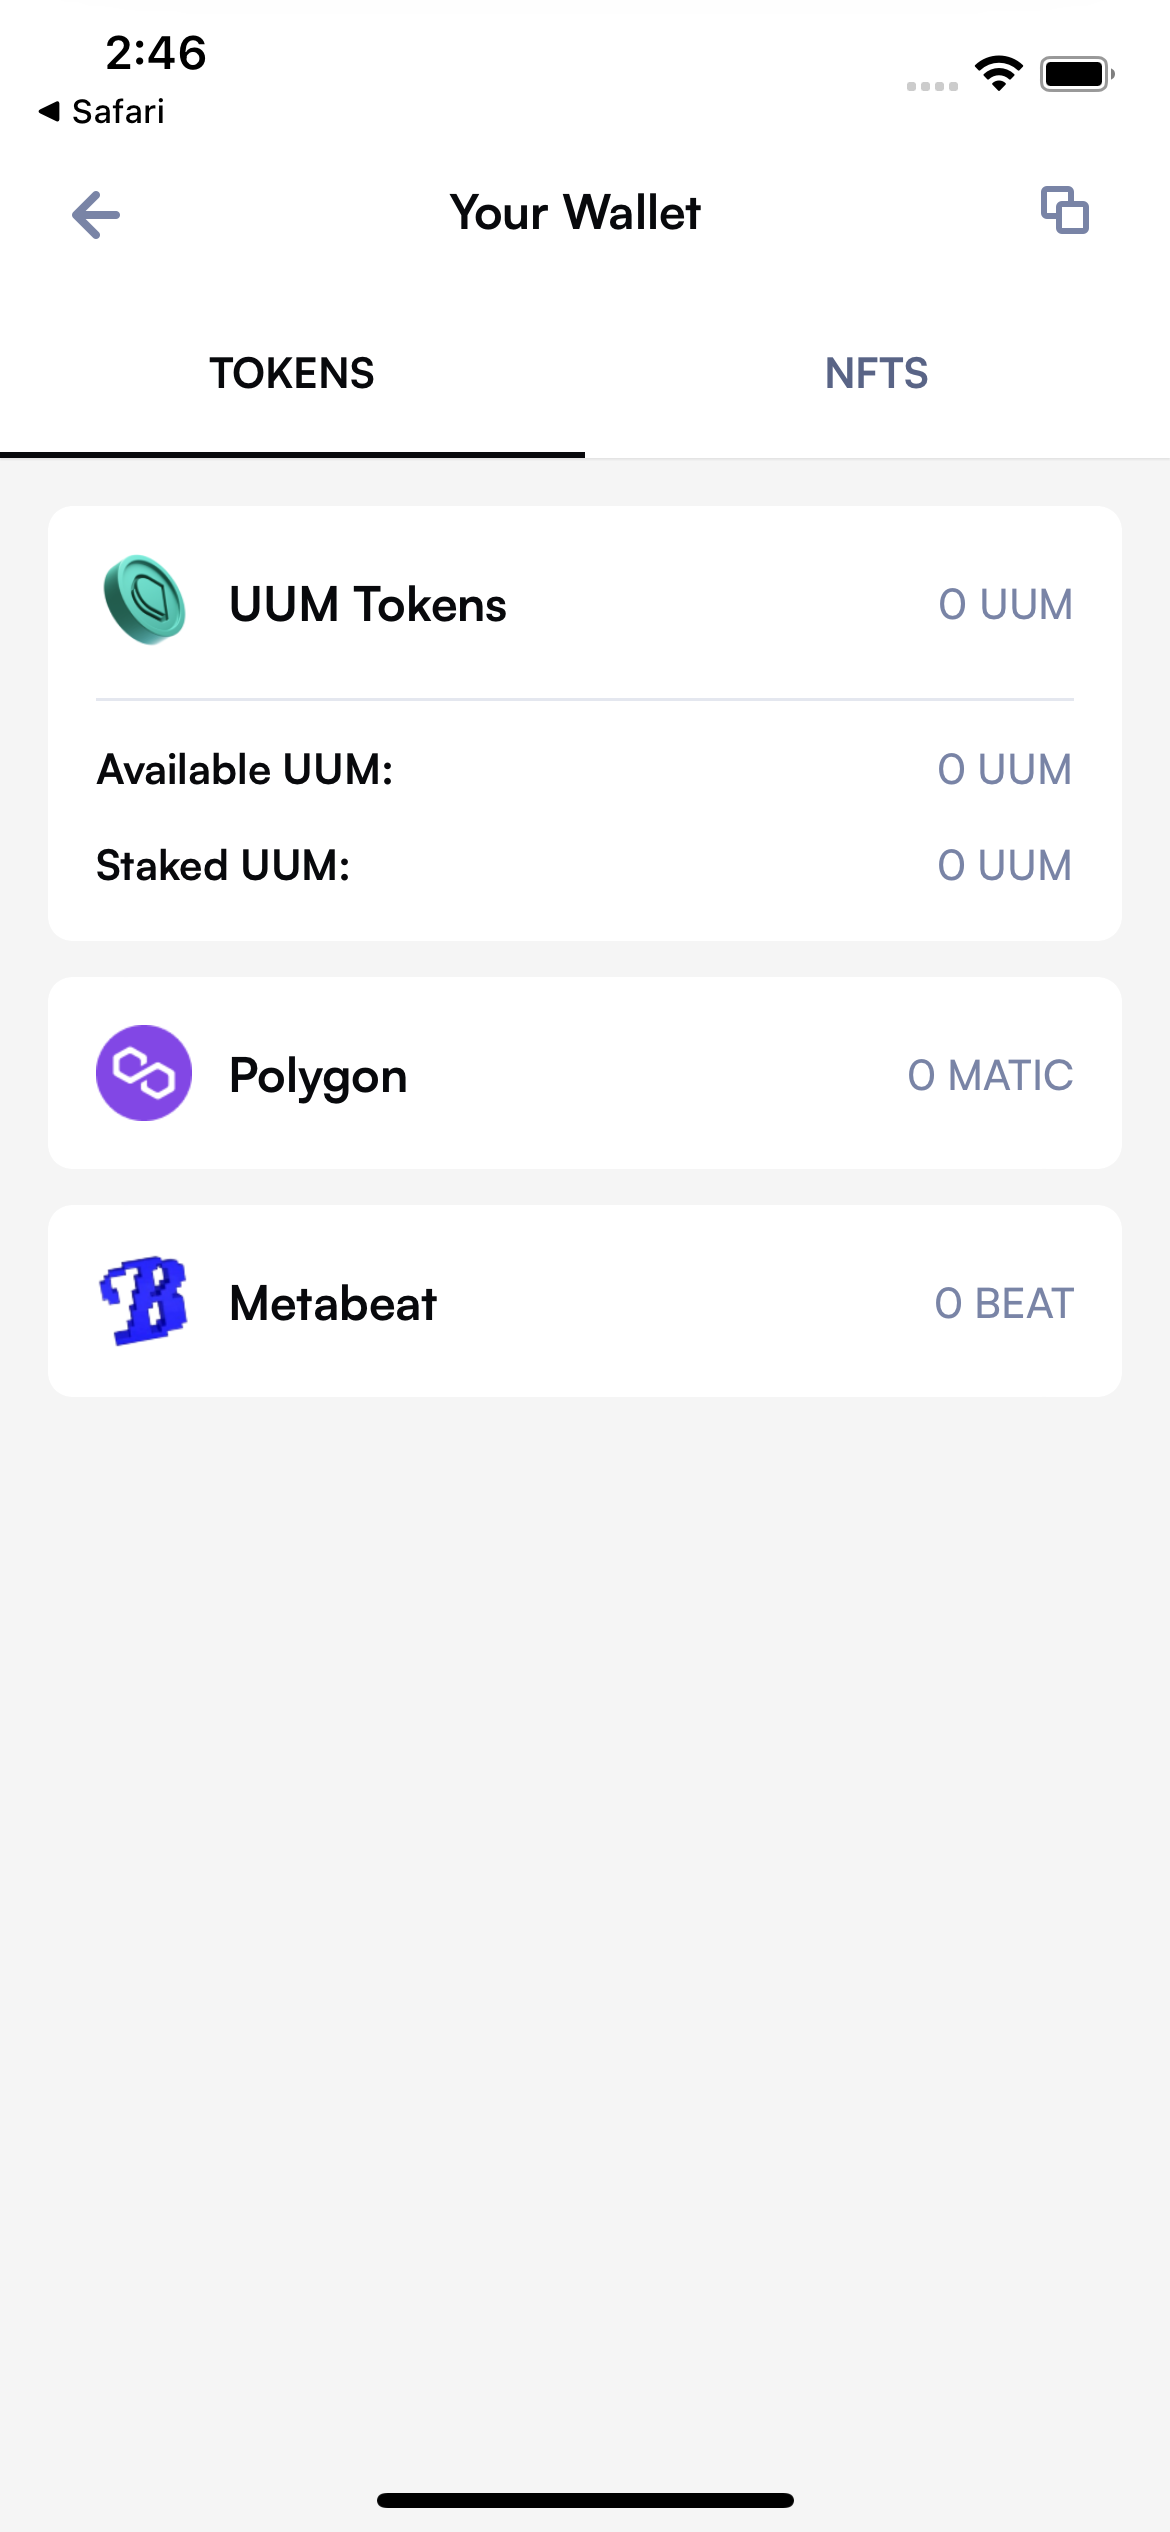 2:46
Safari
Your Wallet
TOKENS
NFTS
UUM Tokens
0 UUM
Available UUM:
0 UUM
Staked UUM:
0 UUM
Polygon
0 MATIC
Metabeat
0 BEAT